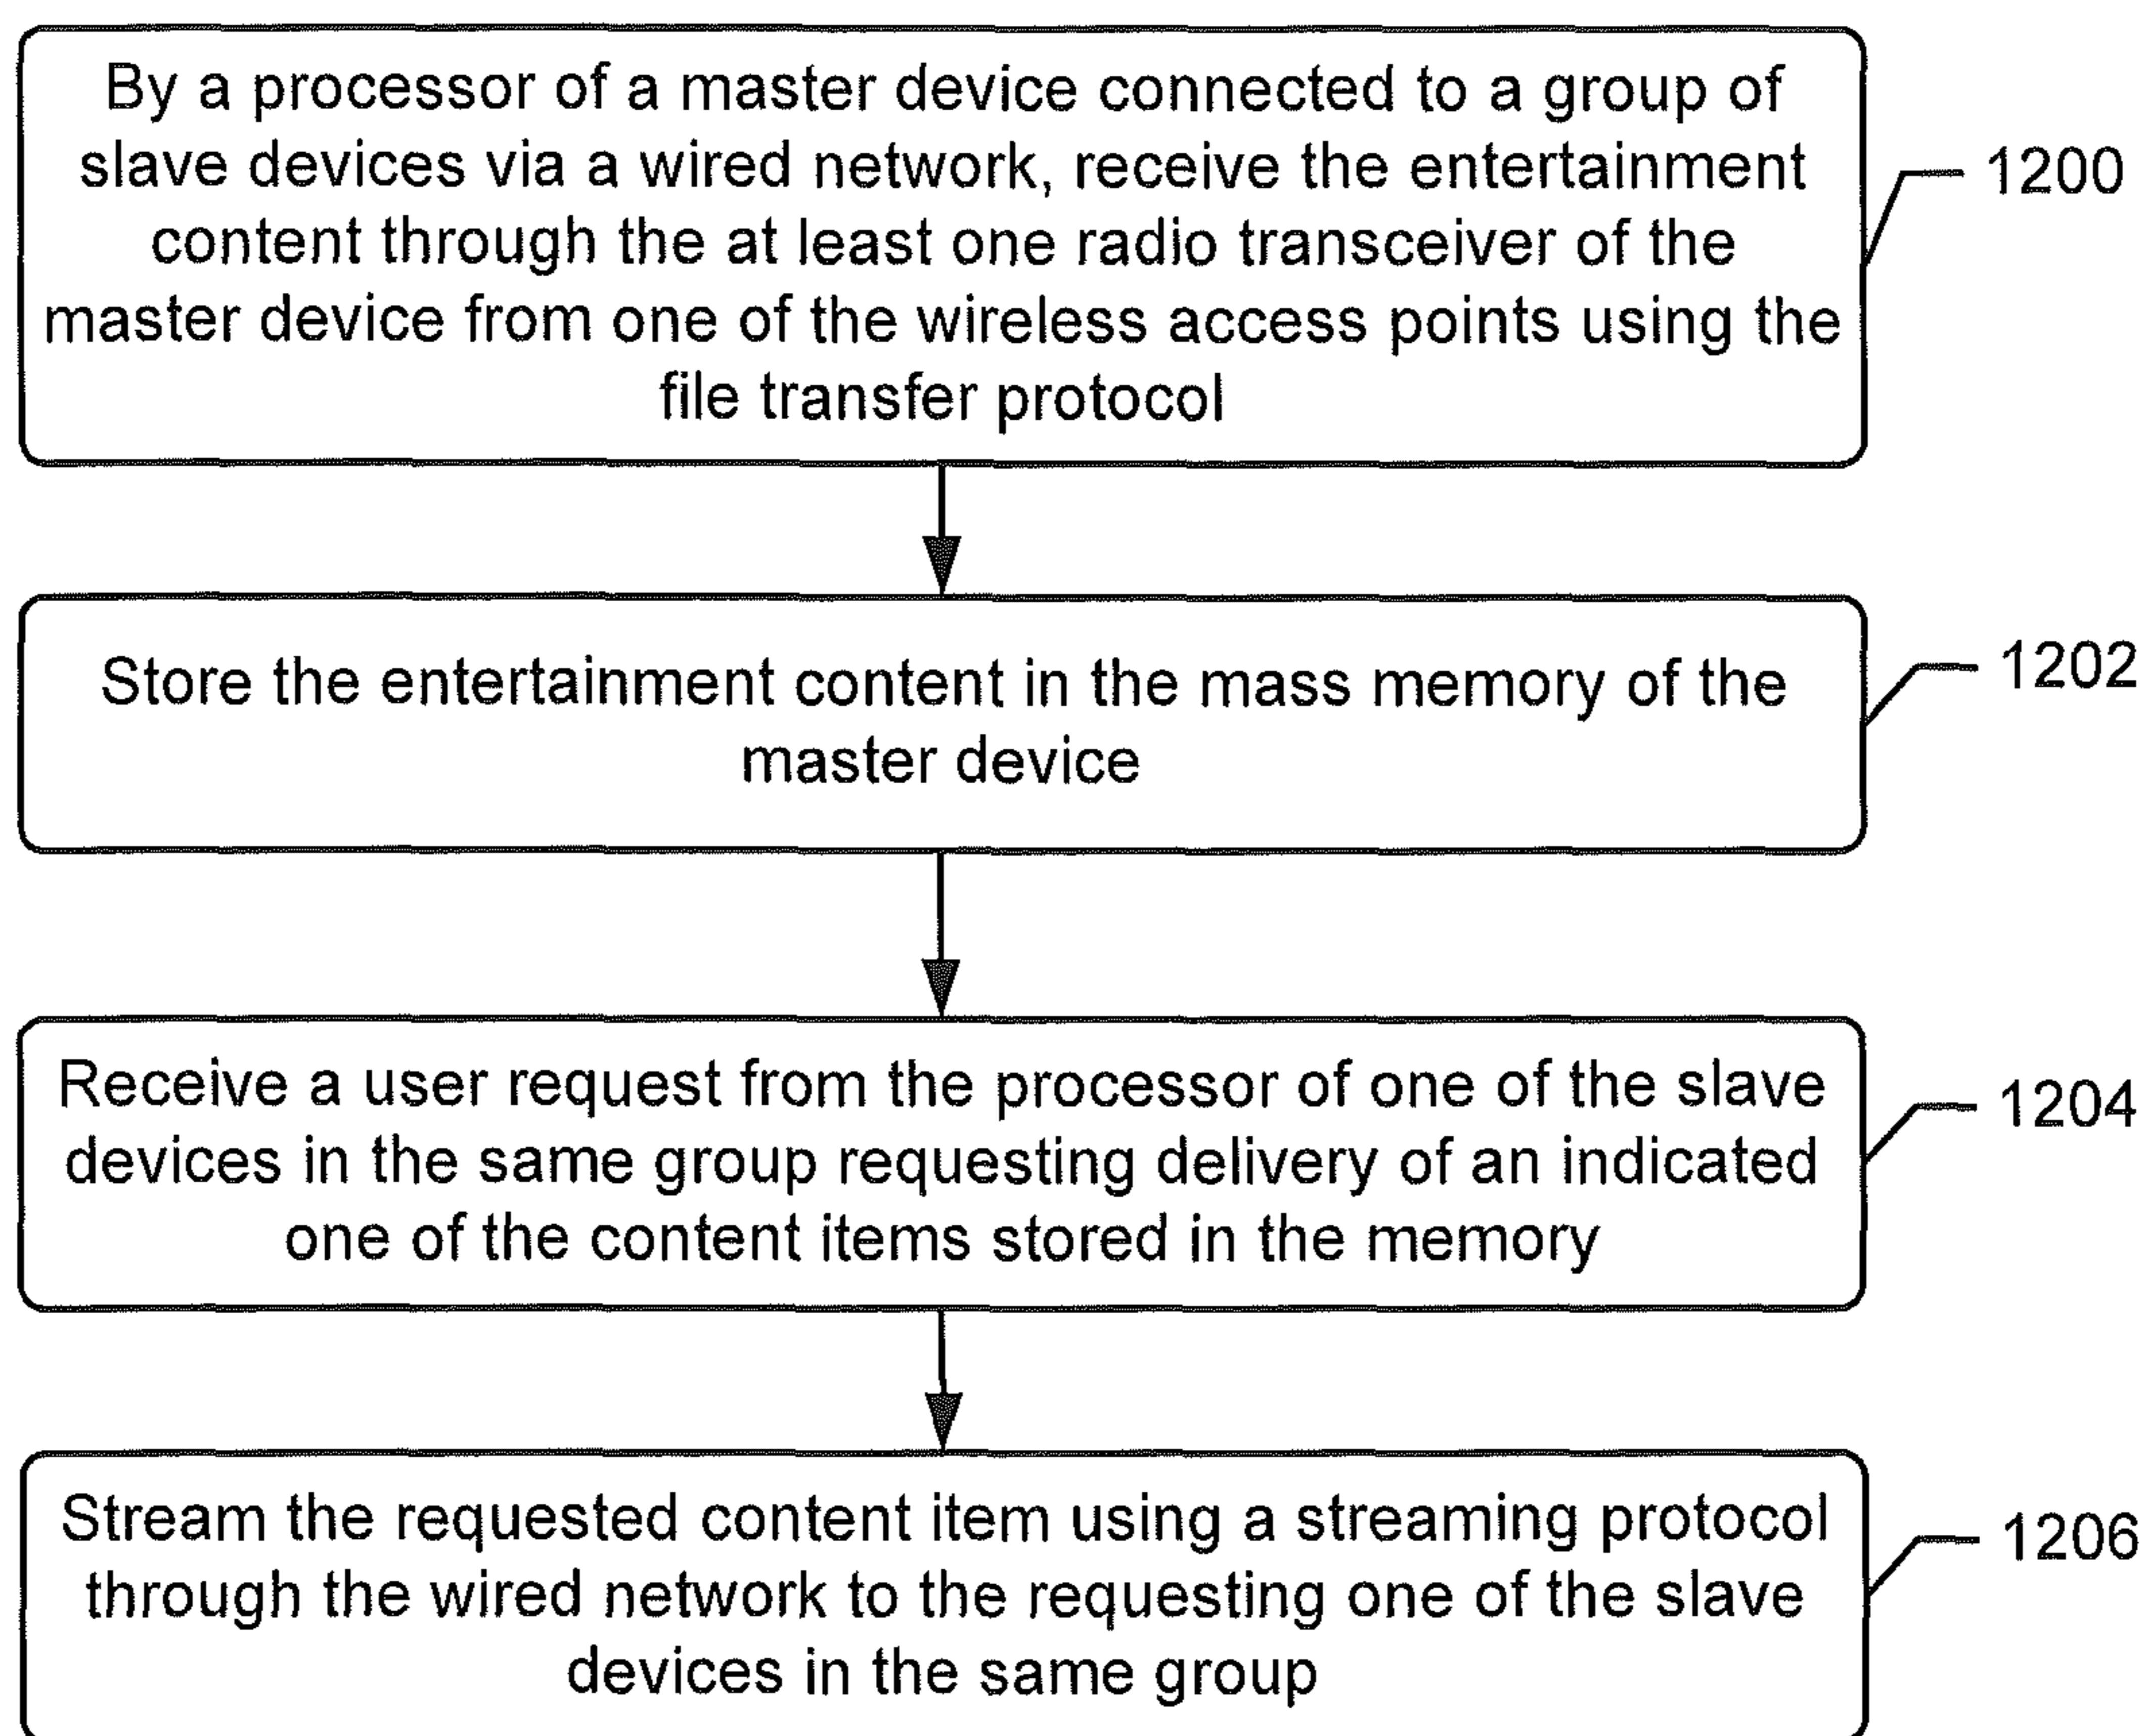 By a processor of a master device connected to a group of
slave devices via a wired network, receive the entertainment
content through the at least one radio transceiver of the
master device from one of the wireless access points using the
file transfer protocol
1200
Store the entertainment content in the mass memory of the
master device
1202
Receive a user request from the processor of one of the slave
devices in the same group requesting delivery of an indicated
one of the content items stored in the memory
1204
Stream the requested content item using a streaming protocol
through the wired network to the requesting one of the slave
devices in the same group
1206